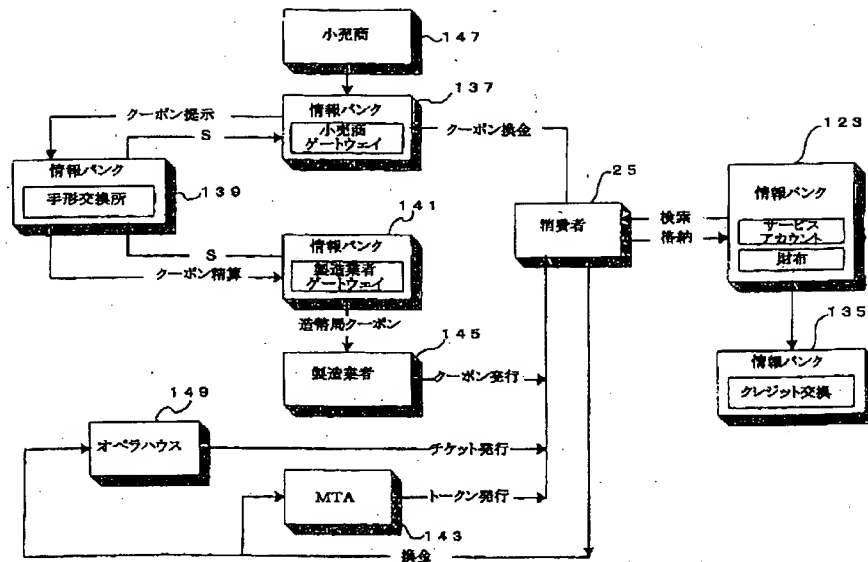 小売商
147
137
情報バンク
小売商
ゲートウェイ
クーポン提示
S
クーポン換金
123
25
情報バンク
手形交換所
139
141
消費者
検索
格納
情報バンク
サービス
アカウント
財布
S
クーポン精算
情報バンク
製造業者
ゲートウェイ
造幣局クーポン
135
145
製造業者
クーポン発行
情報バンク
クレジット交換
149
オペラハウス
チケット発行
MTA
トークン発行
143
換金